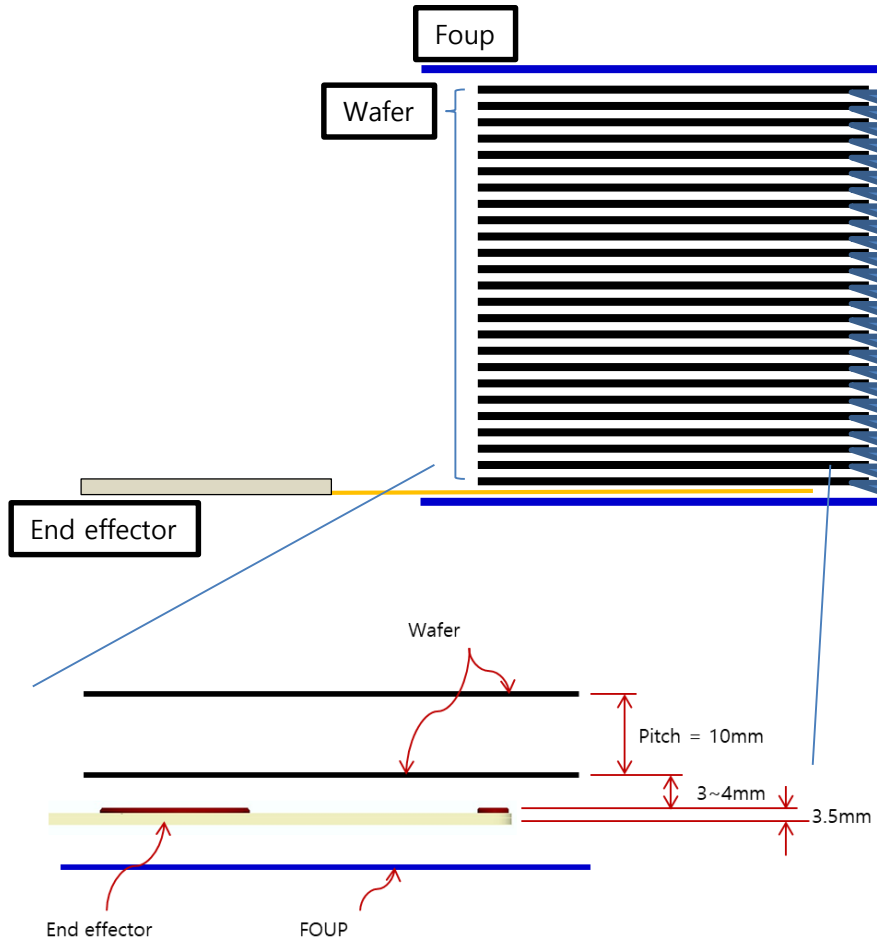 Foup
Wafer
End effector
Wafer
Pitch = 10mm
3~4mm
3.5mm
End effector
FOUP